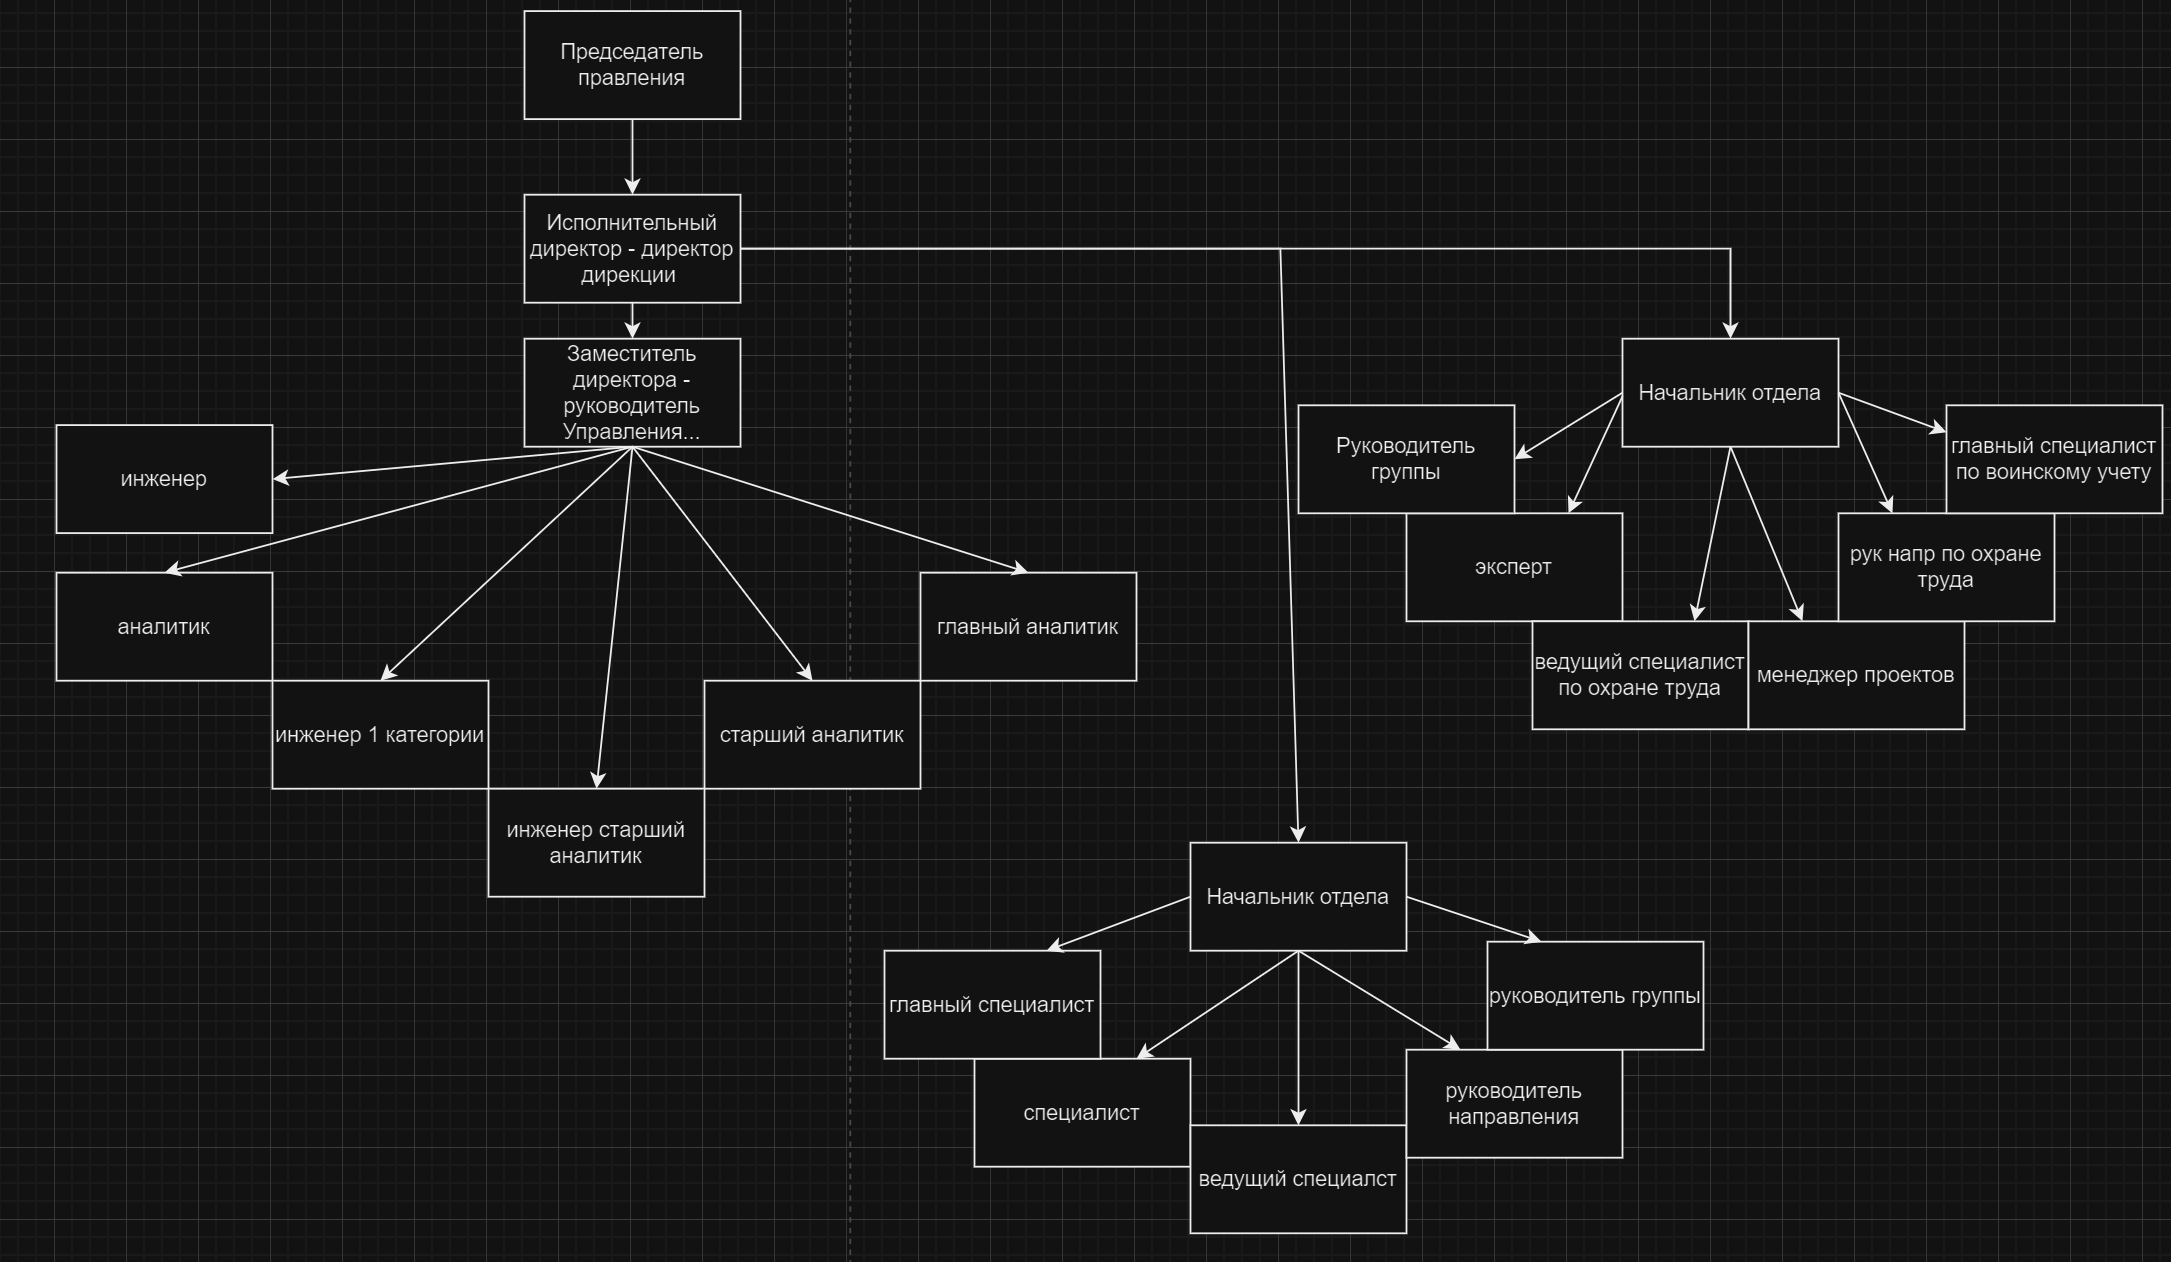 Председатель
правления
Исполнительный
директор - директор
дирекции
Заместитель
директора -
руководитель
Управления...
инженер
аналитик
инженер 1 категории
инженер старший
аналитик
старший аналитик
главный аналитик
Начальник отдела
Руководитель
группы
эксперт
ведущий специалист
по охране труда
менеджер проектов
рук напр по охране
труда
главный специалист
по воинскому учету
Начальник отдела
главный специалист
специалист
ведущий специалст
руководитель
направления
руководитель группы